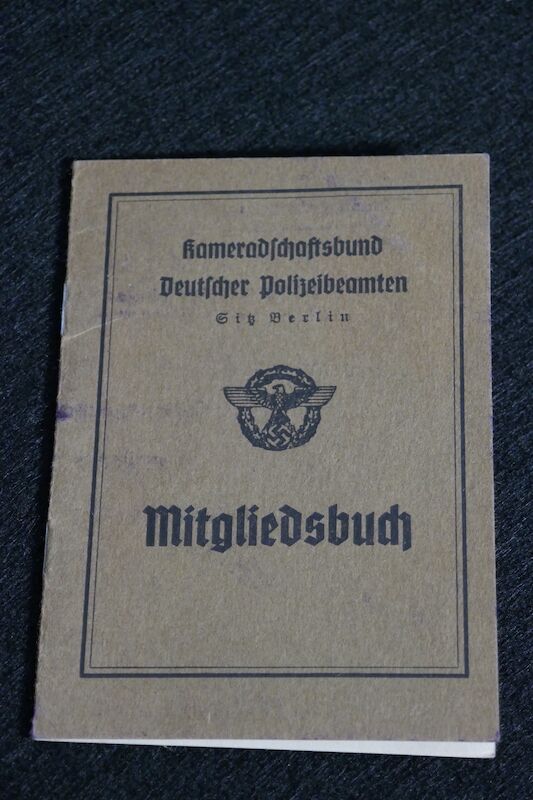 Kameradschaftsbund
Deutscher Polizeibeamten
Sitz Berlin
Mitgliedsbuch